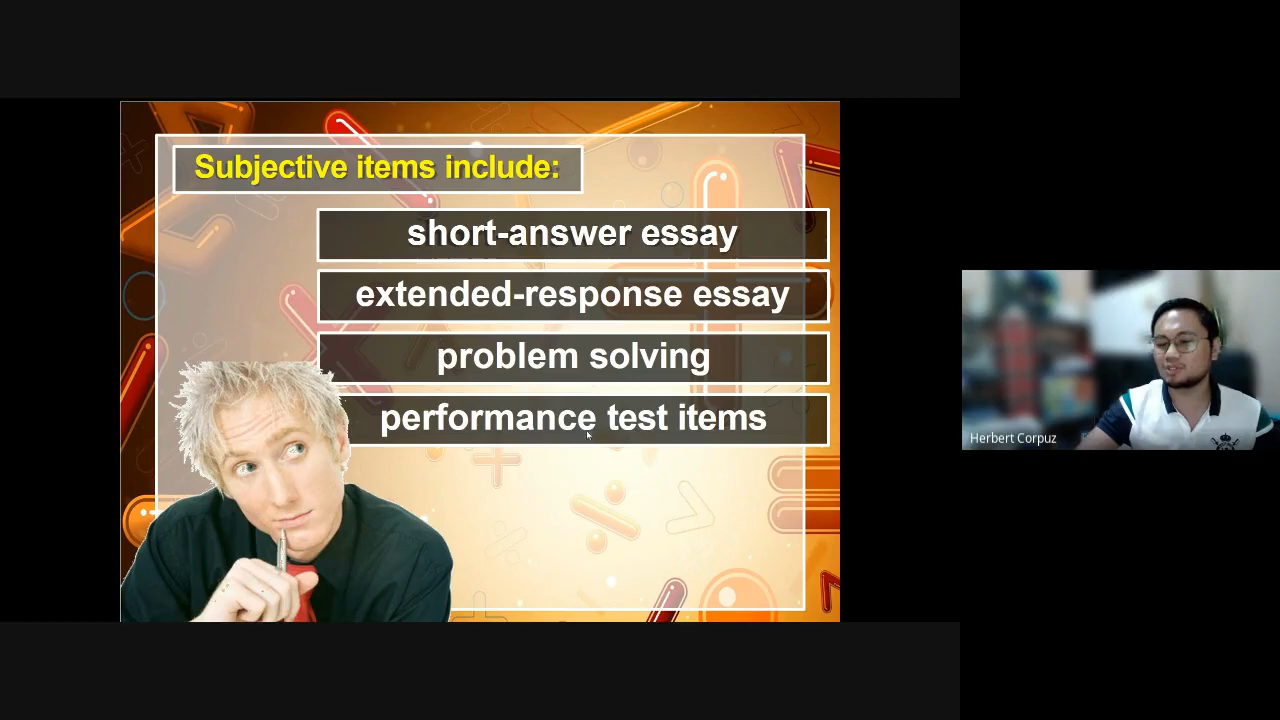 Subjective items include:
short-answer essay
extended-response essay
problem solving
performance test items
Herbert Corpuz